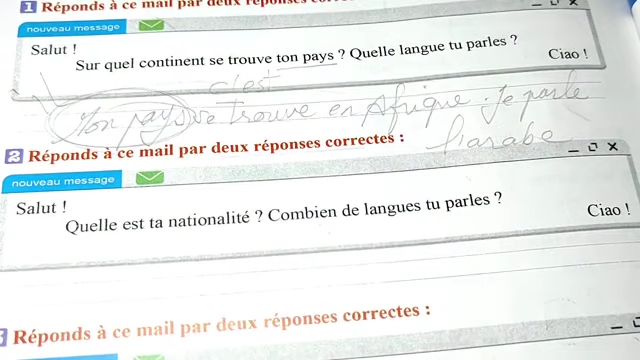 1 Réponds à ce mail par deux réponses correctes :
nouveau message
Salut !
Sur quel continent se trouve ton pays ? Quelle langue tu parles ?
Ciao !
c'est
Mon pays se trouve en Afrique. Je parle
l'arabe
2 Réponds à ce mail par deux réponses correctes :
nouveau message
Salut !
Quelle est ta nationalité ? Combien de langues tu parles ?
Ciao !
Réponds à ce mail par deux réponses correctes :